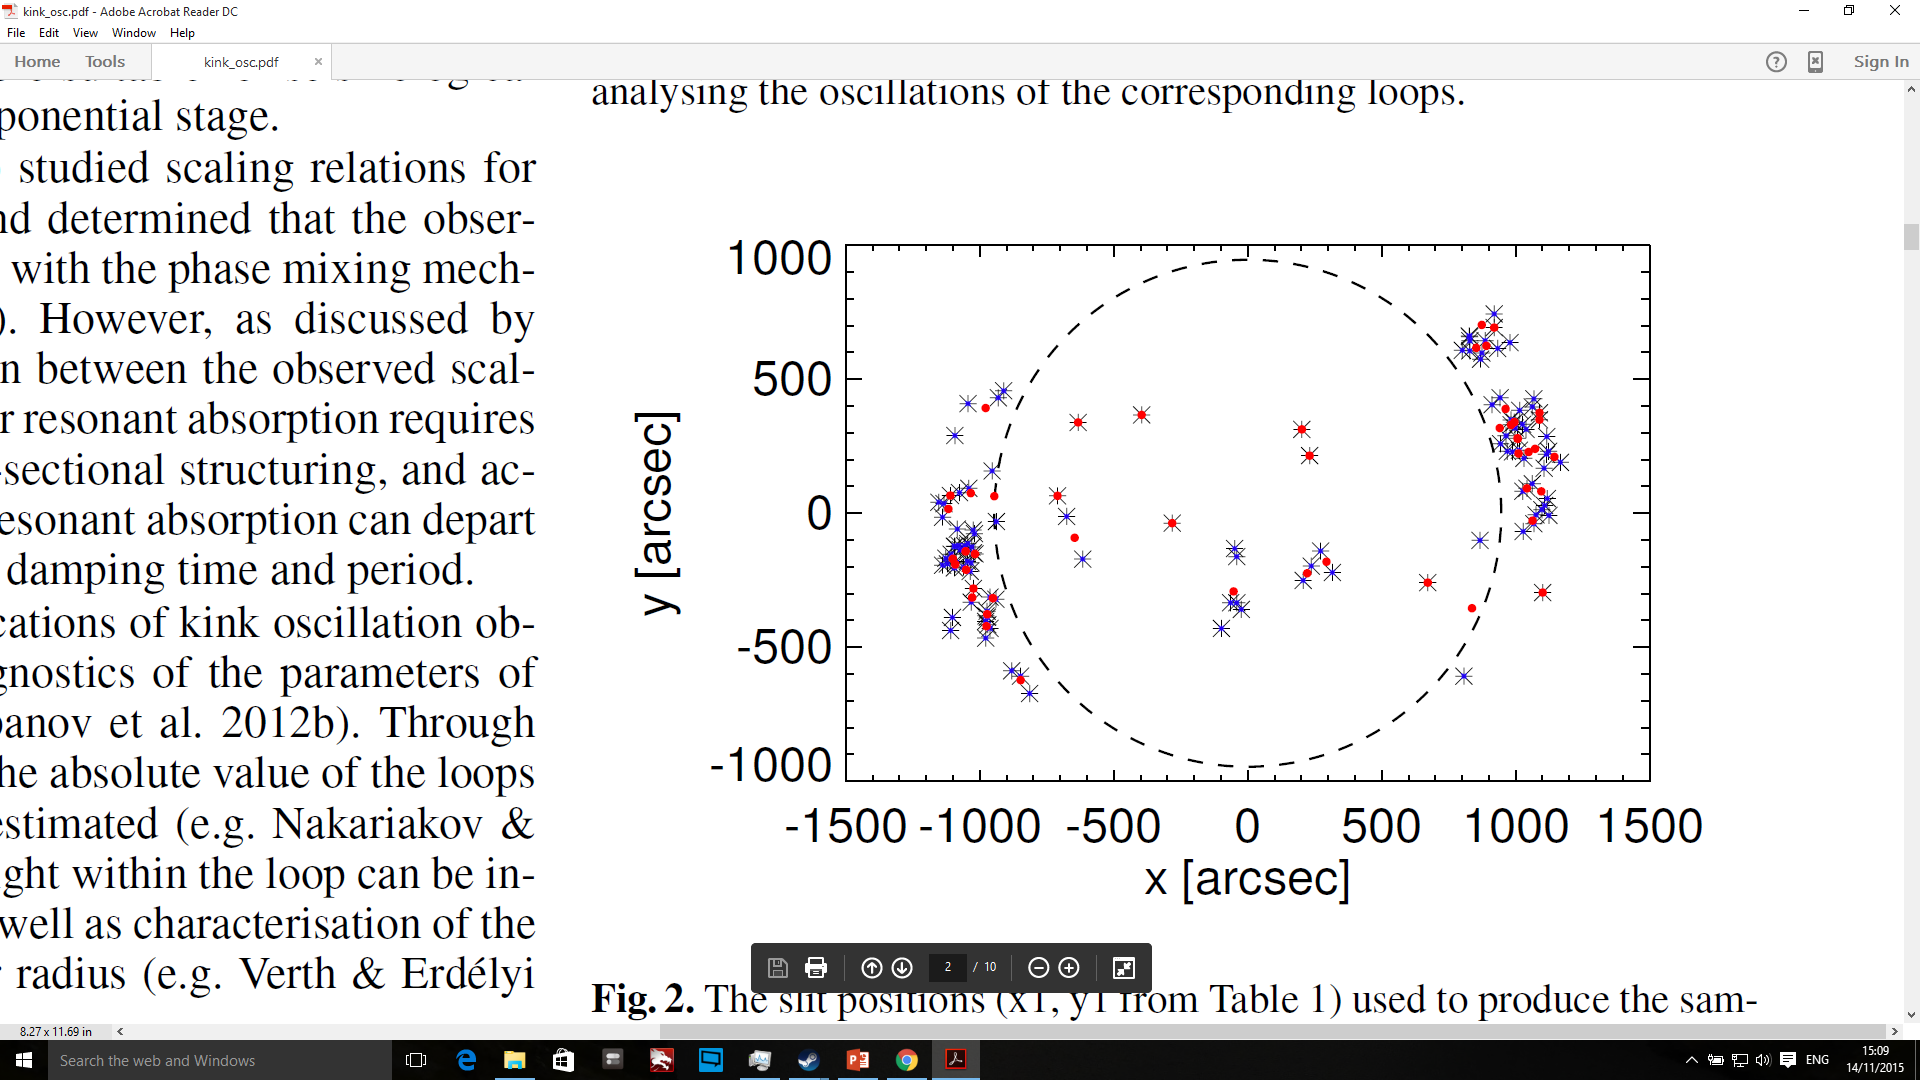 kink_osc.pdf - Adobe Acrobat Reader DC
File Edit View Window Help
Home Tools kink_osc.pdf × Sign In
ponential stage.
studied scaling relations for
nd determined that the obser-
with the phase mixing mech-
). However, as discussed by
n between the observed scal-
r resonant absorption requires
-sectional structuring, and ac-
esonant absorption can depart
damping time and period.
cations of kink oscillation ob-
gnostics of the parameters of
panov et al. 2012b). Through
he absolute value of the loops
estimated (e.g. Nakariakov &
ght within the loop can be in-
well as characterisation of the
r radius (e.g. Verth & Erdélyi
analysing the oscillations of the corresponding loops.
1000
500
0
-500
-1000
y [arcsec]
-1500 -1000 -500 0 500 1000 1500
x [arcsec]
2 / 10
Fig. 2. The slit positions (x1, y1 from Table 1) used to produce the sam-
8.27 x 11.69 in
Search the web and Windows
ENG
15:09
14/11/2015